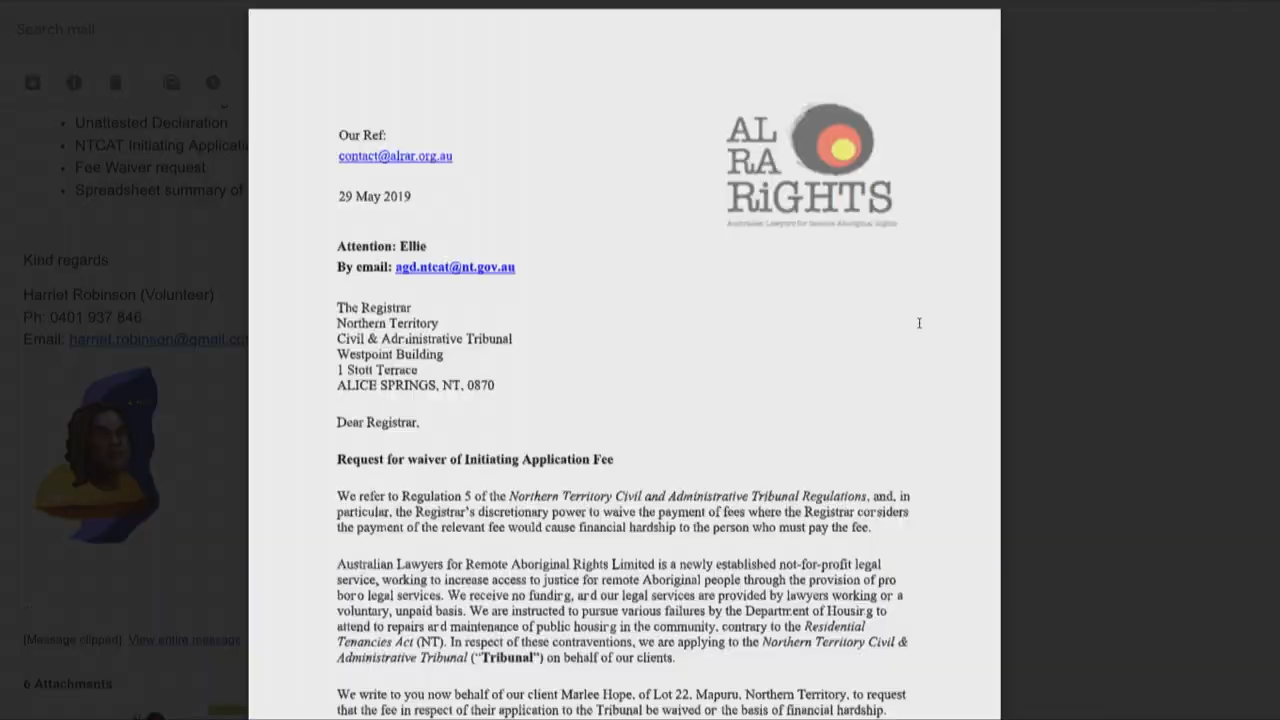 Search mail
Unattested Declaration
NTCAT Initiating Applicati
Fee Waiver request
Spreadsheet summary of
Kind regards
Harriet Robinson (Volunteer)
Ph: 0401 937 846
Email: harriet.robinson@gmail.co
[Message clipped] View entire message
6 Attachments
Our Ref:
contact@alrar.org.au
29 May 2019
AL
RA
RiGHTS
Australian Lawyers for Remote Aboriginal Rights
Attention: Ellie
By email: agd.ntcat@nt.gov.au
The Registrar
Northern Territory
Civil & Administrative Tribunal
Westpoint Building
1 Stott Terrace
ALICE SPRINGS, NT, 0870
Dear Registrar,
Request for waiver of Initiating Application Fee
We refer to Regulation 5 of the Northern Territory Civil and Administrative Tribunal Regulations, and, in
particular, the Registrar's discretionary power to waive the payment of fees where the Registrar considers
the payment of the relevant fee would cause financial hardship to the person who must pay the fee.
Australian Lawyers for Remote Aboriginal Rights Limited is a newly established not-for-profit legal
service, working to increase access to justice for remote Aboriginal people through the provision of pro
bono legal services. We receive no funding, and our legal services are provided by lawyers working on a
voluntary, unpaid basis. We are instructed to pursue various failures by the Department of Housing to
attend to repairs and maintenance of public housing in the community, contrary to the Residential
Tenancies Act (NT). In respect of these contraventions, we are applying to the Northern Territory Civil &
Administrative Tribunal ("Tribunal") on behalf of our clients.
We write to you now behalf of our client Marlee Hope, of Lot 22, Mapuru, Northern Territory, to request
that the fee in respect of their application to the Tribunal be waived on the basis of financial hardship.